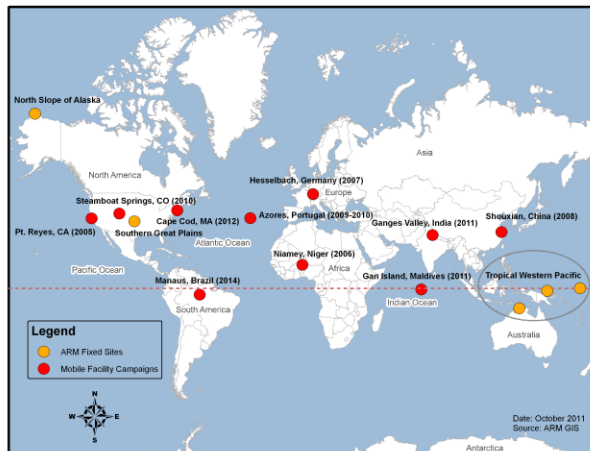 North Slope of Alaska
Asia
North America
Hesselbach, Germany (2007)
Europe
Steamboat Springs, CO (2010)
Cape Cod, MA (2012)
Azores, Portugal (2009-2010)
Ganges Valley, India (2011)
Shouxian, China (2008)
Pt. Reyes, CA (2005)
Southern Great Plains
Atlantic Ocean
Niamey, Niger (2006)
Africa
Pacific Ocean
Manaus, Brazil (2014)
Gan Island, Maldives (2011)
Tropical Western Pacific
Indian Ocean
South America
Australia
Legend
ARM Fixed Sites
Mobile Facility Campaigns
N
W
E
S
Date: October 2011
Source: ARM GIS
Antarctica